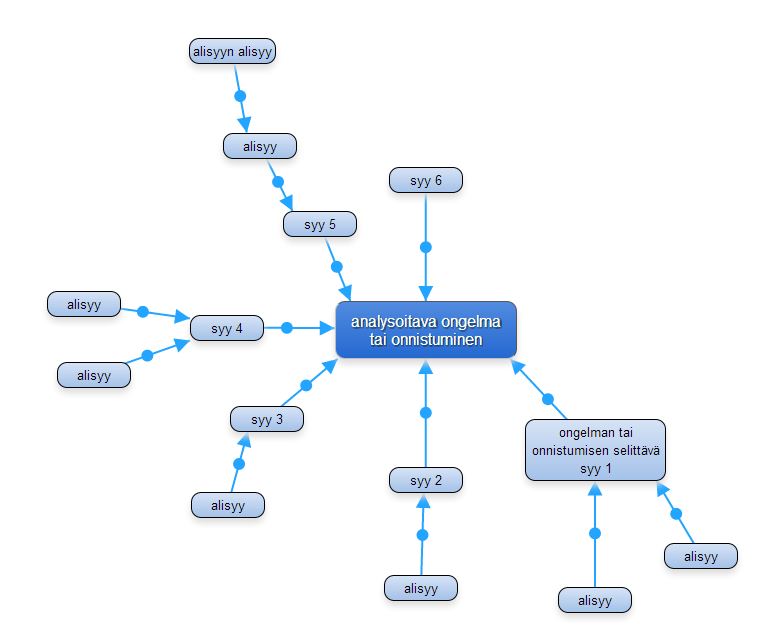 alisyyn alisyy
alisyy
syy 6
syy 5
alisyy
analysoitava ongelma
tai onnistuminen
syy 4
alisyy
syy 3
ongelman tai
onnistumisen selittävä
syy 1
syy 2
alisyy
alisyy
alisyy
alisyy